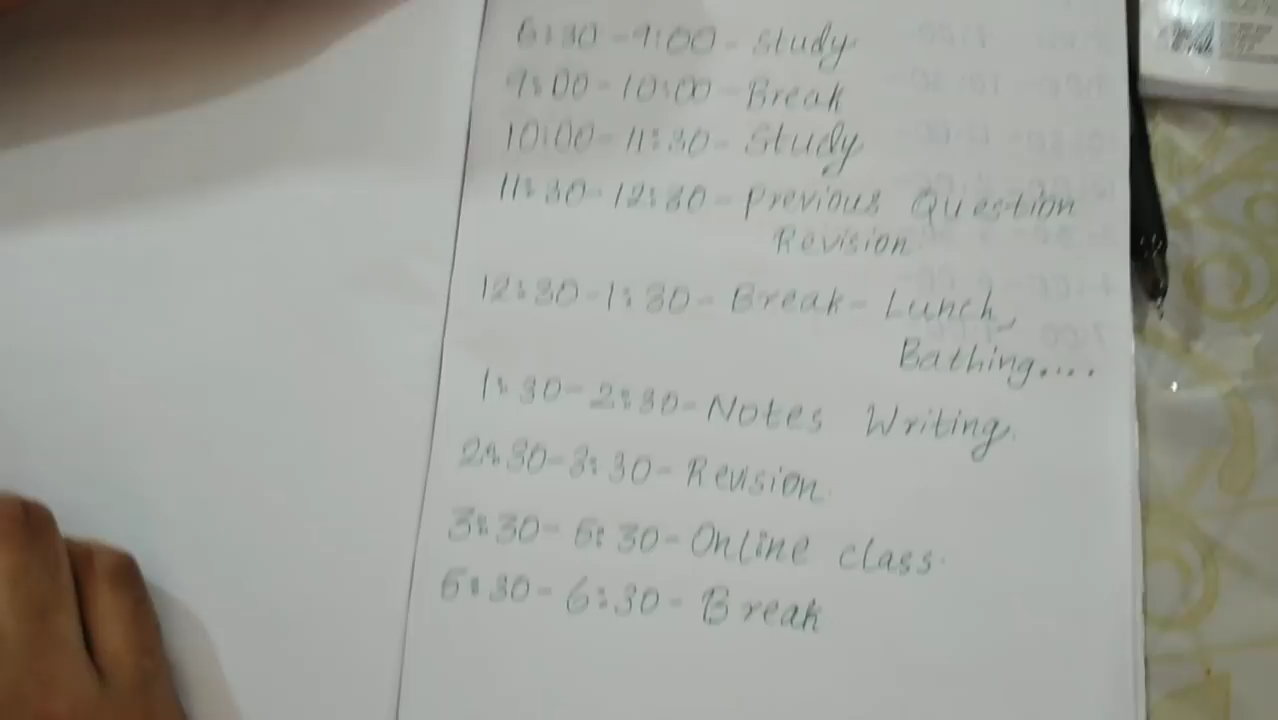 6:30-9:00- Study
9:00-10:00-Break
10:00-11:30- Study
11:30-12:30- Previous Question
Revision
12:30-1:30- Break- Lunch,
Bathing....
1:30-2:30-Notes Writing.
2:30-3:30-Revision.
3:30-5:30-Online class.
5:30-6:30-Break